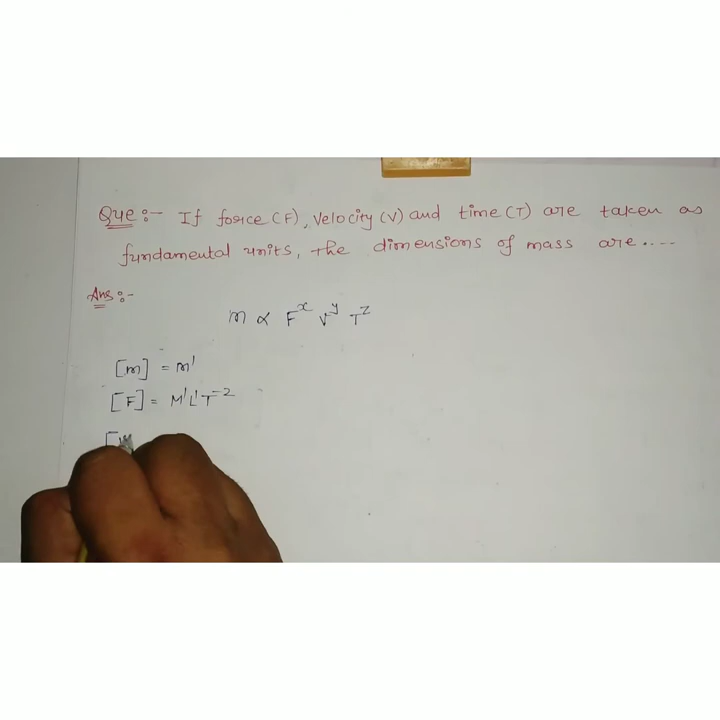 Que:- If force (F), Velocity (V) and time (T) are taken as
fundamental units, the dimensions of mass are....
Ans:-
m ∝ F^x V^y T^z
[m] = M^1
[F] = M^1 L^1 T^-2